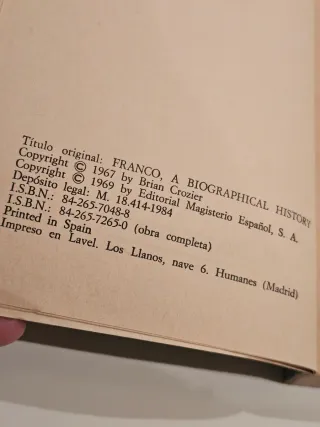 Título original: FRANCO, A BIOGRAPHICAL HISTORY
Copyright © 1967 by Brian Crozier
Copyright © 1969 by Editorial Magisterio Español, S. A.
Depósito legal: M. 18.414-1984
I.S.B.N.: 84-265-7048-8
I.S.B.N.: 84-265-7265-0 (obra completa)
Printed in Spain
Impreso en Lavel. Los Llanos, nave 6. Humanes (Madrid)